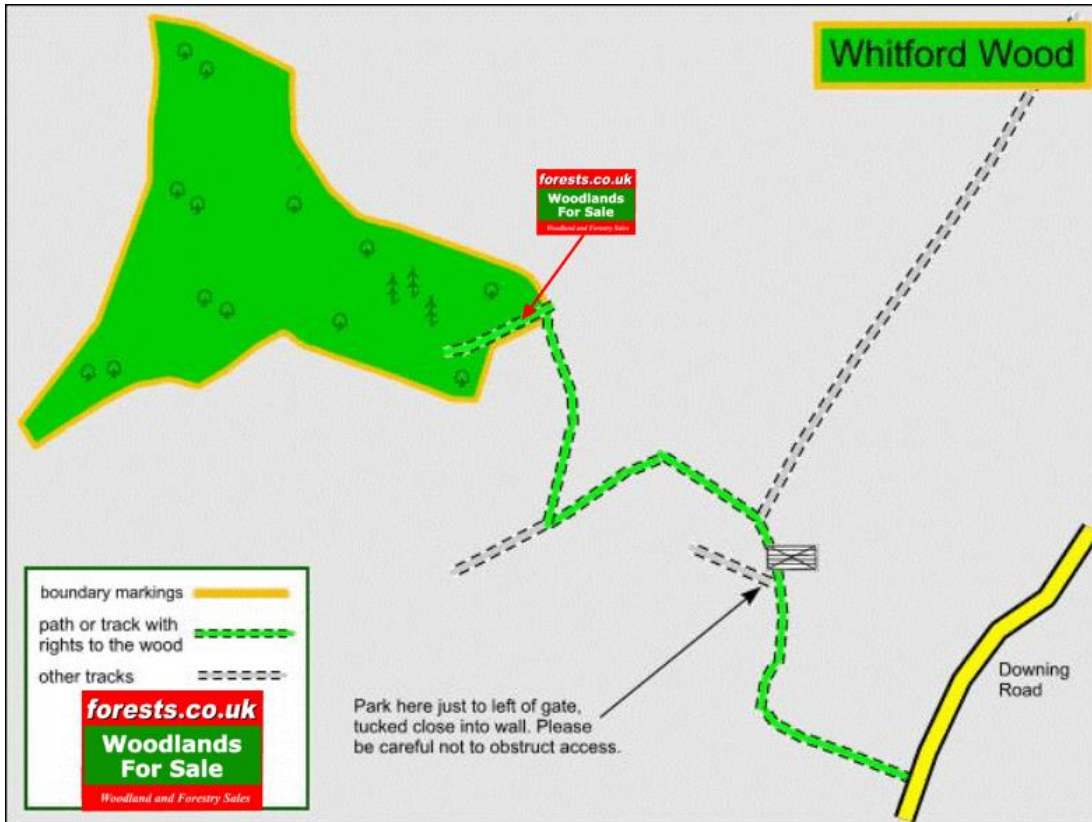 Whitford Wood
forests.co.uk
Woodlands
For Sale
Woodland and Forestry Sales
boundary markings
path or track with
rights to the wood
other tracks
forests.co.uk
Woodlands
For Sale
Woodland and Forestry Sales
Park here just to left of gate,
tucked close into wall. Please
be careful not to obstruct access.
Downing
Road